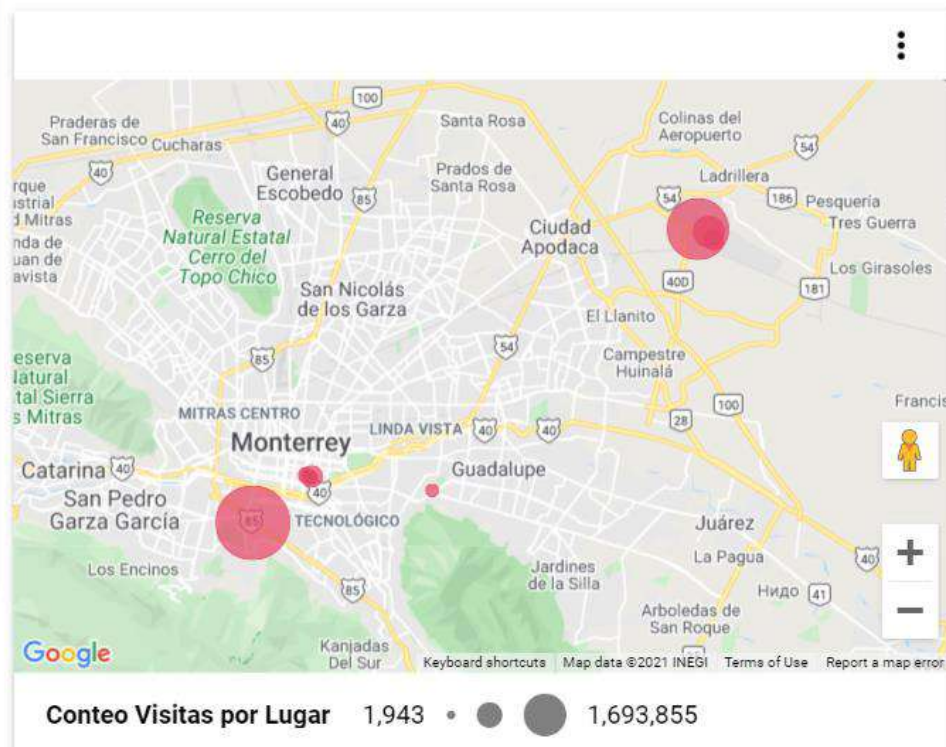 100
40
Praderas de
San Francisco
Cucharas
Santa Rosa
Colinas del
Aeropuerto
54
40
General
Escobedo
85
Prados de
Santa Rosa
Ladrillera
54
186
Pesquería
rque
ustrial
d Mitras
Reserva
Natural Estatal
Cerro del
Topo Chico
Ciudad
Apodaca
Tres Guerra
nda de
uan de
avista
San Nicolás
de los Garza
40D
Los Girasoles
181
El Llanito
54
85
eserva
Natural
tal Sierra
s Mitras
Campestre
Huinalá
100
28
Francis
MITRAS CENTRO
LINDA VISTA
40
40
Monterrey
Catarina
40
Guadalupe
40
San Pedro
Garza García
85
TECNOLÓGICO
Juárez
La Pagua
40
Los Encinos
85
Jardines
de la Silla
Нидо
41
Arboledas de
San Roque
Kanjadas
Del Sur
Google
Keyboard shortcuts
Map data ©2021 INEGI
Terms of Use
Report a map error
Conteo Visitas por Lugar 1,943 1,693,855